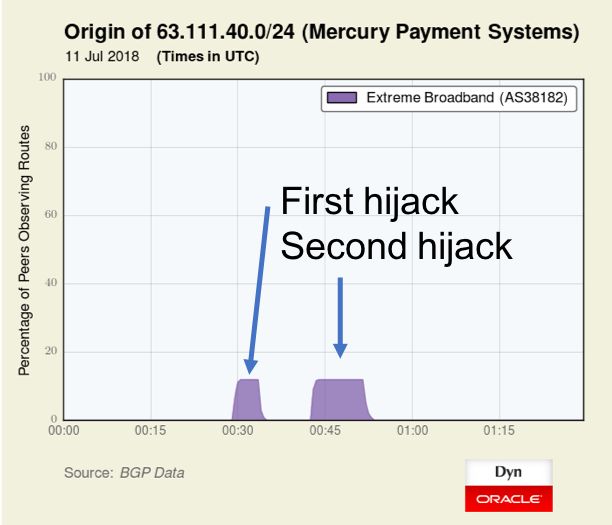 Origin of 63.111.40.0/24 (Mercury Payment Systems)
11 Jul 2018 (Times in UTC)
Percentage of Peers Observing Routes
100
80
60
40
20
0
Extreme Broadband (AS38182)
First hijack
Second hijack
00:00 00:15 00:30 00:45 01:00 01:15
Source: BGP Data
Dyn
ORACLE